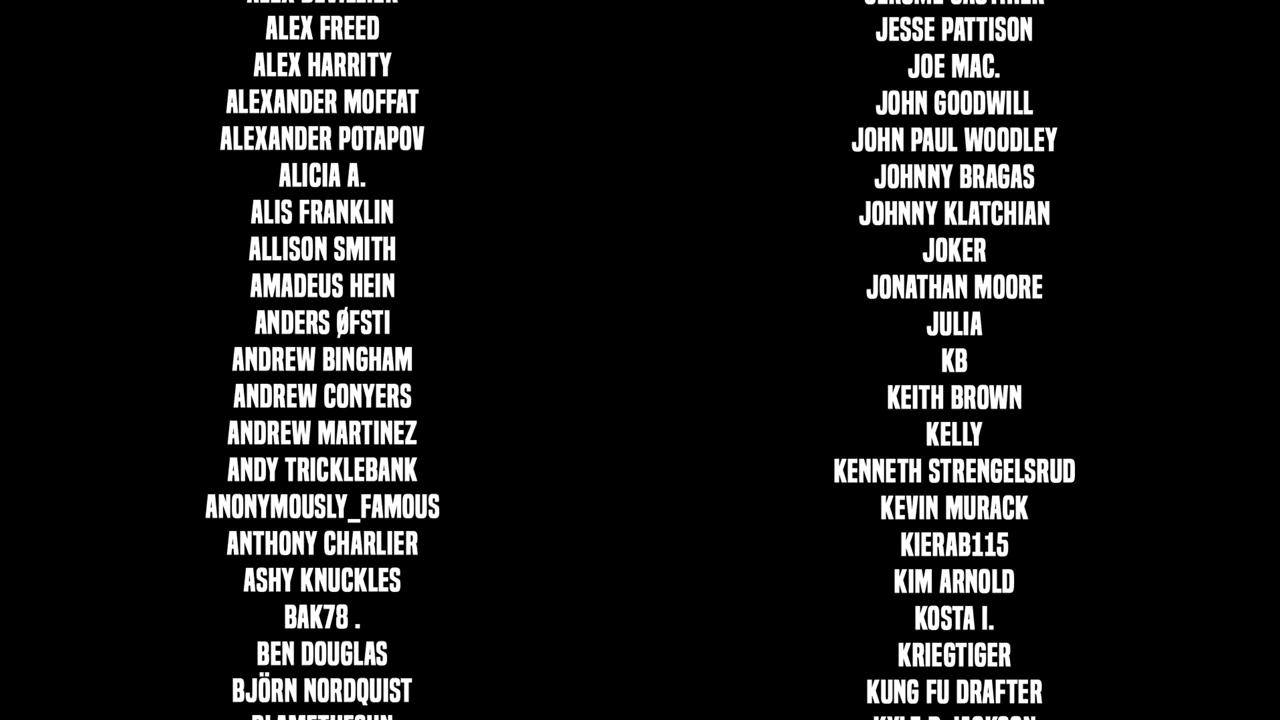 ALEX FREED
ALEX HARRITY
ALEXANDER MOFFAT
ALEXANDER POTAPOV
ALICIA A.
ALIS FRANKLIN
ALLISON SMITH
AMADEUS HEIN
ANDERS ØFSTI
ANDREW BINGHAM
ANDREW CONYERS
ANDREW MARTINEZ
ANDY TRICKLEBANK
ANONYMOUSLY_FAMOUS
ANTHONY CHARLIER
ASHY KNUCKLES
BAK78 .
BEN DOUGLAS
BJÖRN NORDQUIST
JESSE PATTISON
JOE MAC.
JOHN GOODWILL
JOHN PAUL WOODLEY
JOHNNY BRAGAS
JOHNNY KLATCHIAN
JOKER
JONATHAN MOORE
JULIA
KB
KEITH BROWN
KELLY
KENNETH STRENGELSRUD
KEVIN MURACK
KIERAB115
KIM ARNOLD
KOSTA I.
KRIEGTIGER
KUNG FU DRAFTER